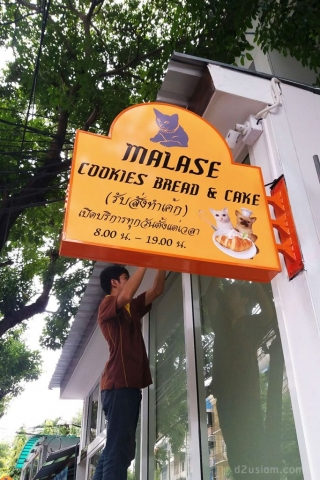 MALASE
COOKIES BREAD & CAKE
(รับสั่งทำเค้ก)
เปิดบริการทุกวันตั้งแต่เวลา
8.00 น. - 19.00 น.
d2usiam.com